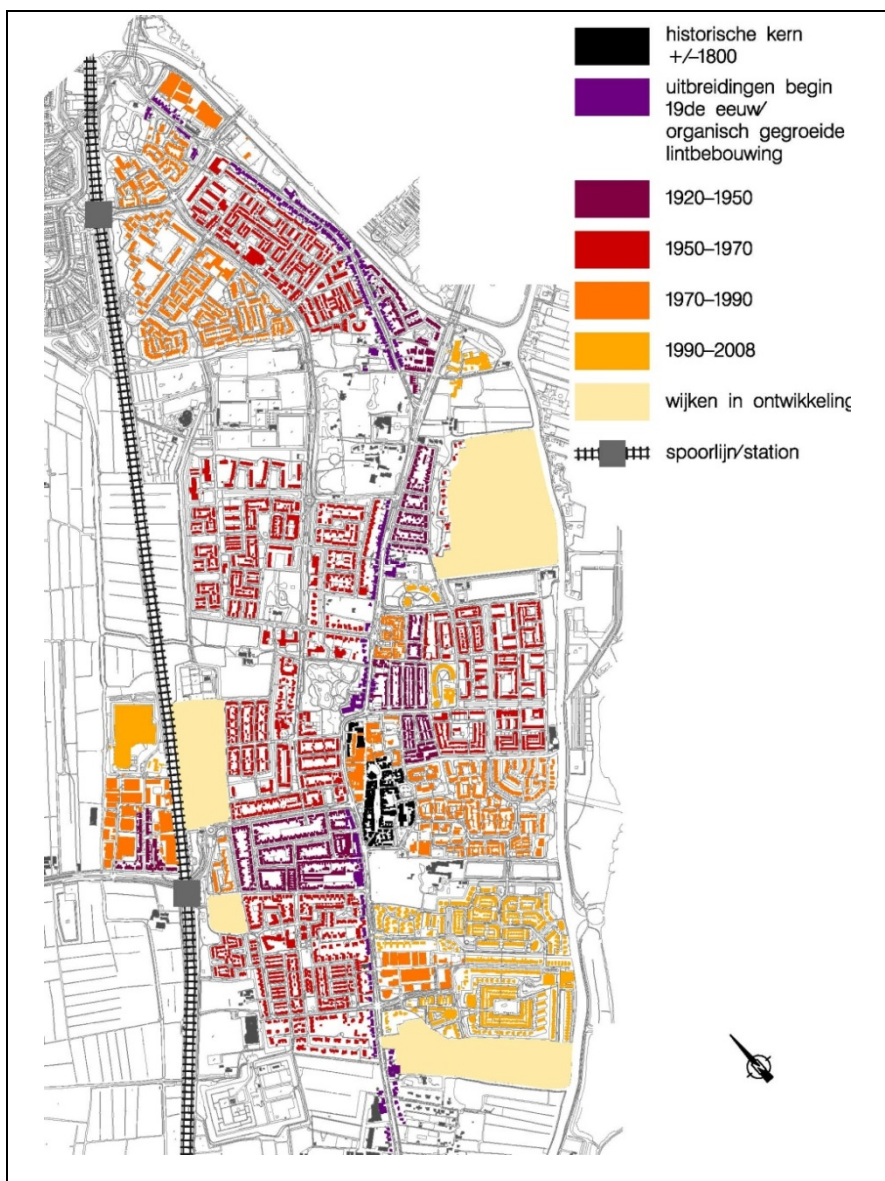 historische kern
+/-1800
uitbreidingen begin
19de eeuw/
organisch gegroeide
lintbebouwing
1920-1950
1950-1970
1970-1990
1990-2008
wijken in ontwikkeling
spoorlijn/station